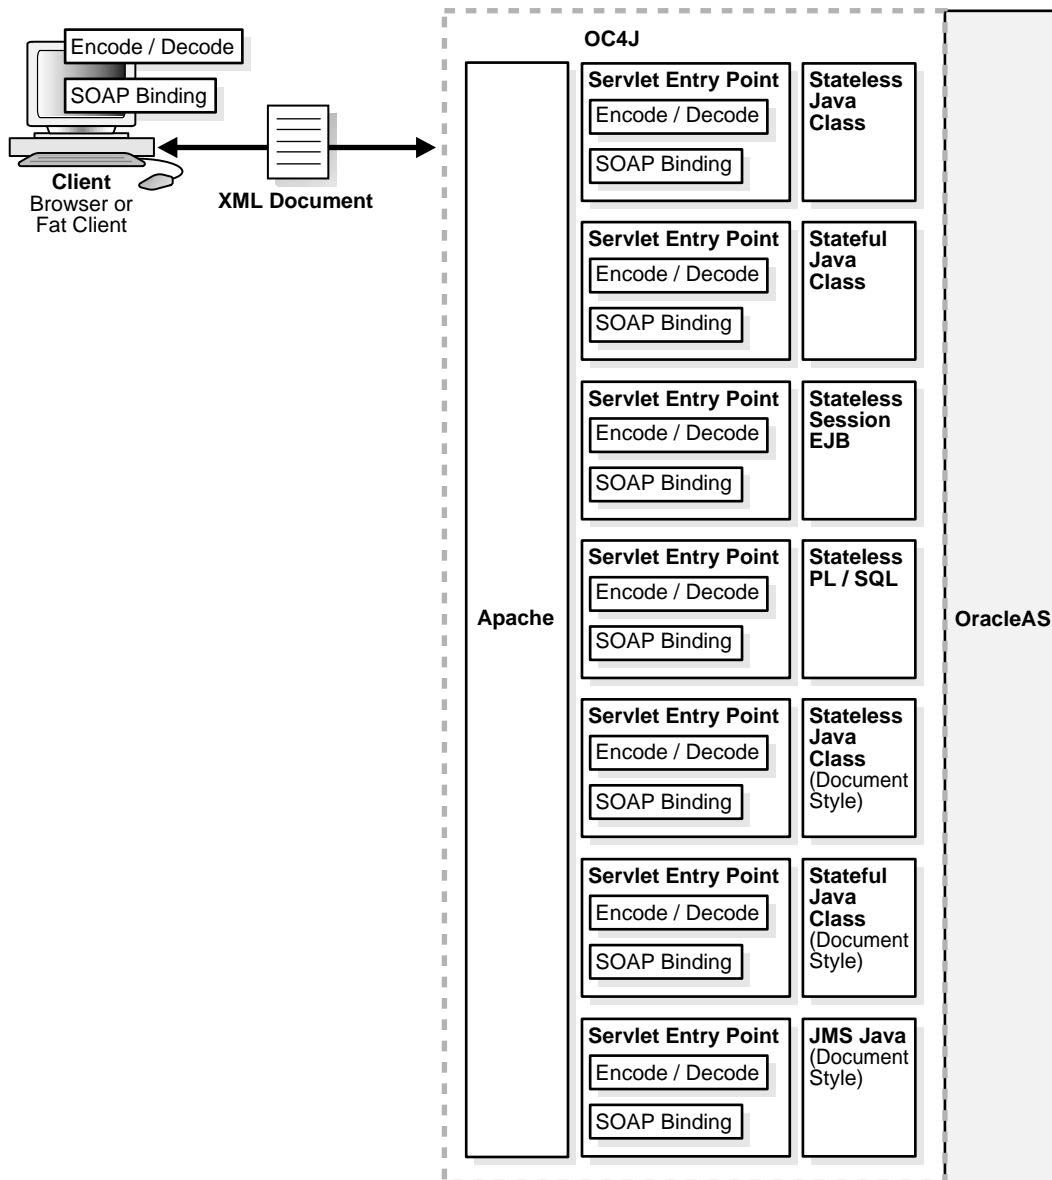 Encode / Decode
SOAP Binding
Client
Browser or
Fat Client
XML Document
OC4J
Apache
Servlet Entry Point
Encode / Decode
SOAP Binding
Stateless
Java
Class
Servlet Entry Point
Encode / Decode
SOAP Binding
Stateful
Java
Class
Servlet Entry Point
Encode / Decode
SOAP Binding
Stateless
Session
EJB
Servlet Entry Point
Encode / Decode
SOAP Binding
Stateless
PL / SQL
Servlet Entry Point
Encode / Decode
SOAP Binding
Stateless
Java
Class
(Document
Style)
Servlet Entry Point
Encode / Decode
SOAP Binding
Stateful
Java
Class
(Document
Style)
Servlet Entry Point
Encode / Decode
SOAP Binding
JMS Java
(Document
Style)
OracleAS